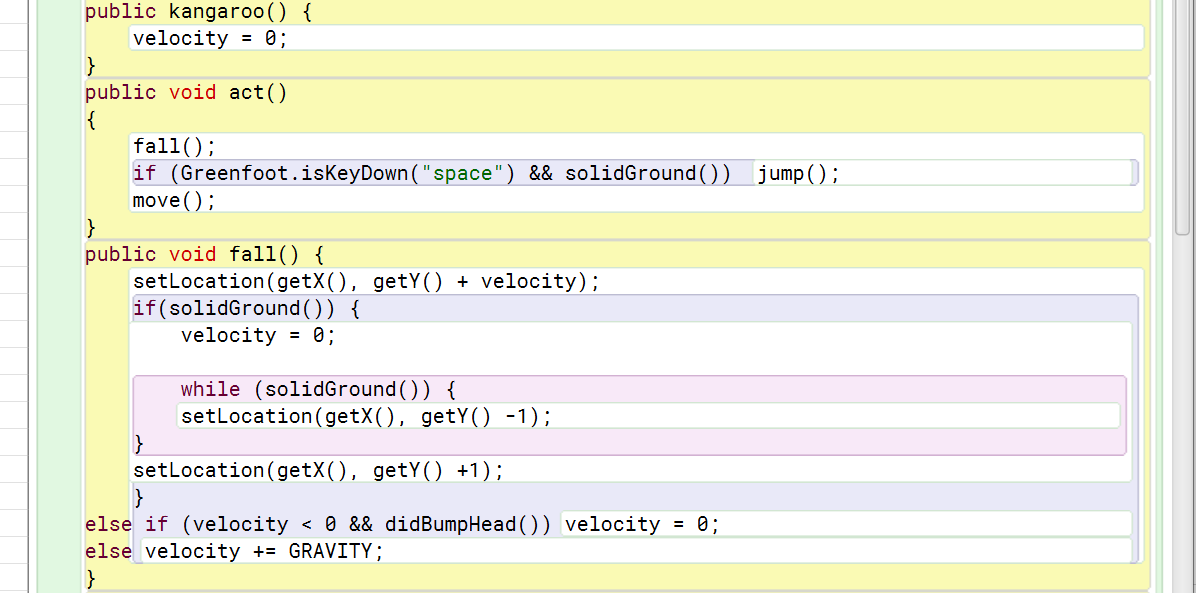 public kangaroo() {
velocity = 0;
}
public void act()
{
fall();
if (Greenfoot.isKeyDown("space") && solidGround()) jump();
move();
}
public void fall() {
setLocation(getX(), getY() + velocity);
if(solidGround()) {
velocity = 0;
while (solidGround()) {
setLocation(getX(), getY() -1);
}
setLocation(getX(), getY() +1);
}
else if (velocity < 0 && didBumpHead()) velocity = 0;
else velocity += GRAVITY;
}